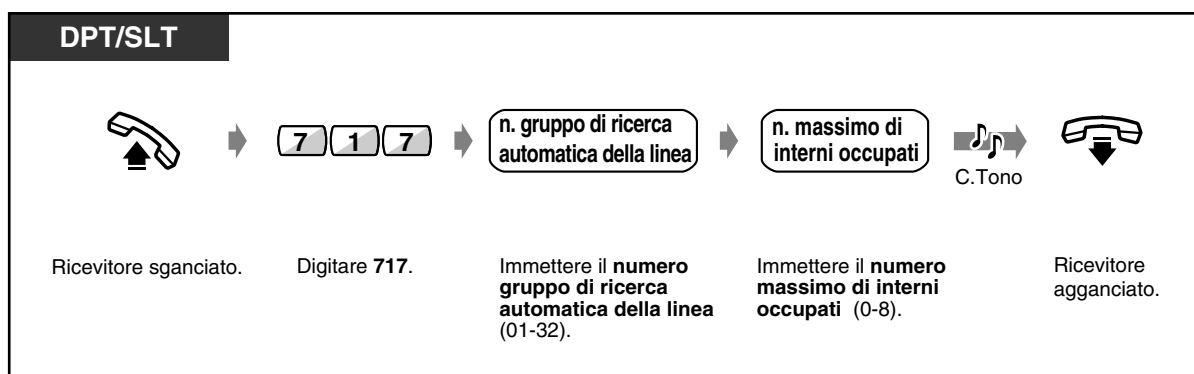 DPT/SLT
7 1 7
n. gruppo di ricerca
automatica della linea
n. massimo di
interni occupati
C.Tono
Ricevitore sganciato.
Digitare 717.
Immettere il numero
gruppo di ricerca
automatica della linea
(01-32).
Immettere il numero
massimo di interni
occupati (0-8).
Ricevitore
agganciato.